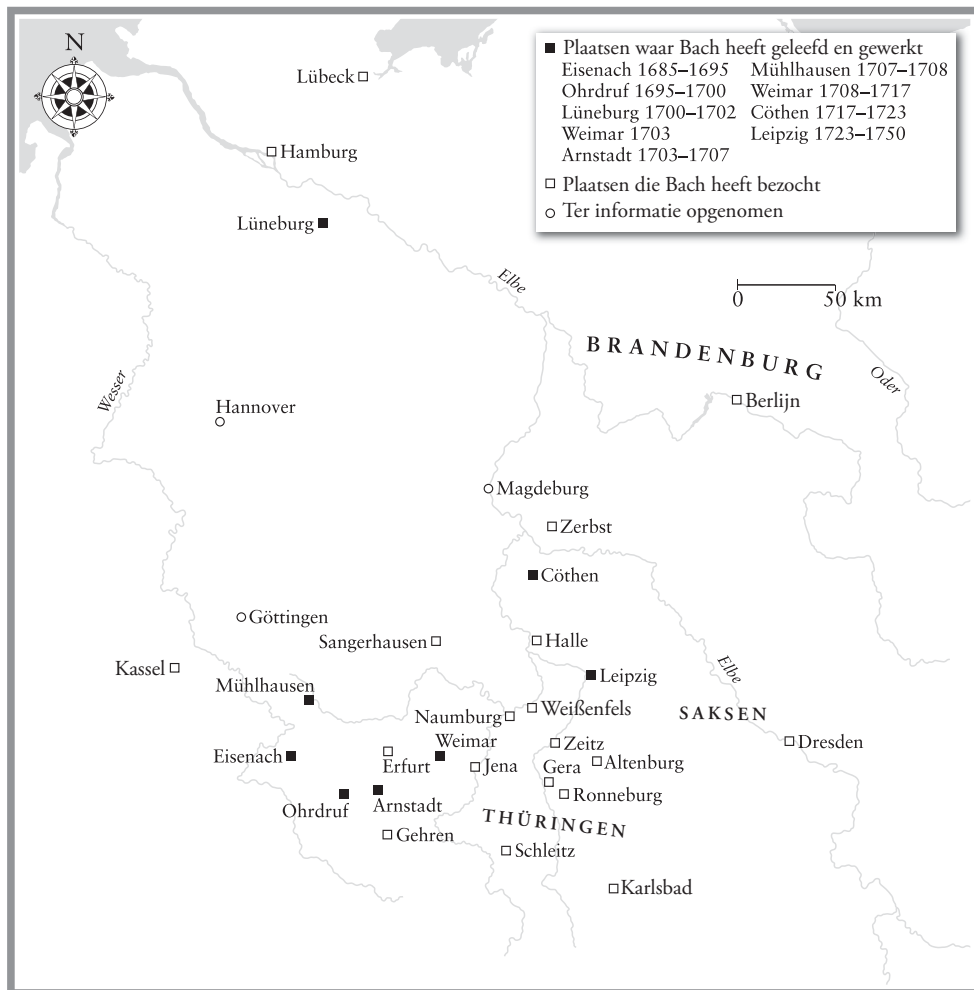 N
Lübeck
■ Plaatsen waar Bach heeft geleefd en gewerkt
Eisenach 1685–1695 Mühlhausen 1707–1708
Ohrdruf 1695–1700 Weimar 1708–1717
Lüneburg 1700–1702 Cöthen 1717–1723
Weimar 1703 Leipzig 1723–1750
Arnstadt 1703–1707
□ Plaatsen die Bach heeft bezocht
○ Ter informatie opgenomen
Hamburg
Lüneburg
Elbe
0 50 km
BRANDENBURG
Wesser
Oder
Hannover
Berlijn
Magdeburg
Zerbst
Cöthen
Göttingen
Sangerhausen
Halle
Kassel
Leipzig
Elbe
Mühlhausen
Weißenfels
Naumburg
SAKSEN
Weimar
Zeitz
Dresden
Eisenach
Erfurt
Jena
Gera
Altenburg
Ronneburg
Ohrdruf
Arnstadt
THÜRINGEN
Gehren
Schleitz
Karlsbad